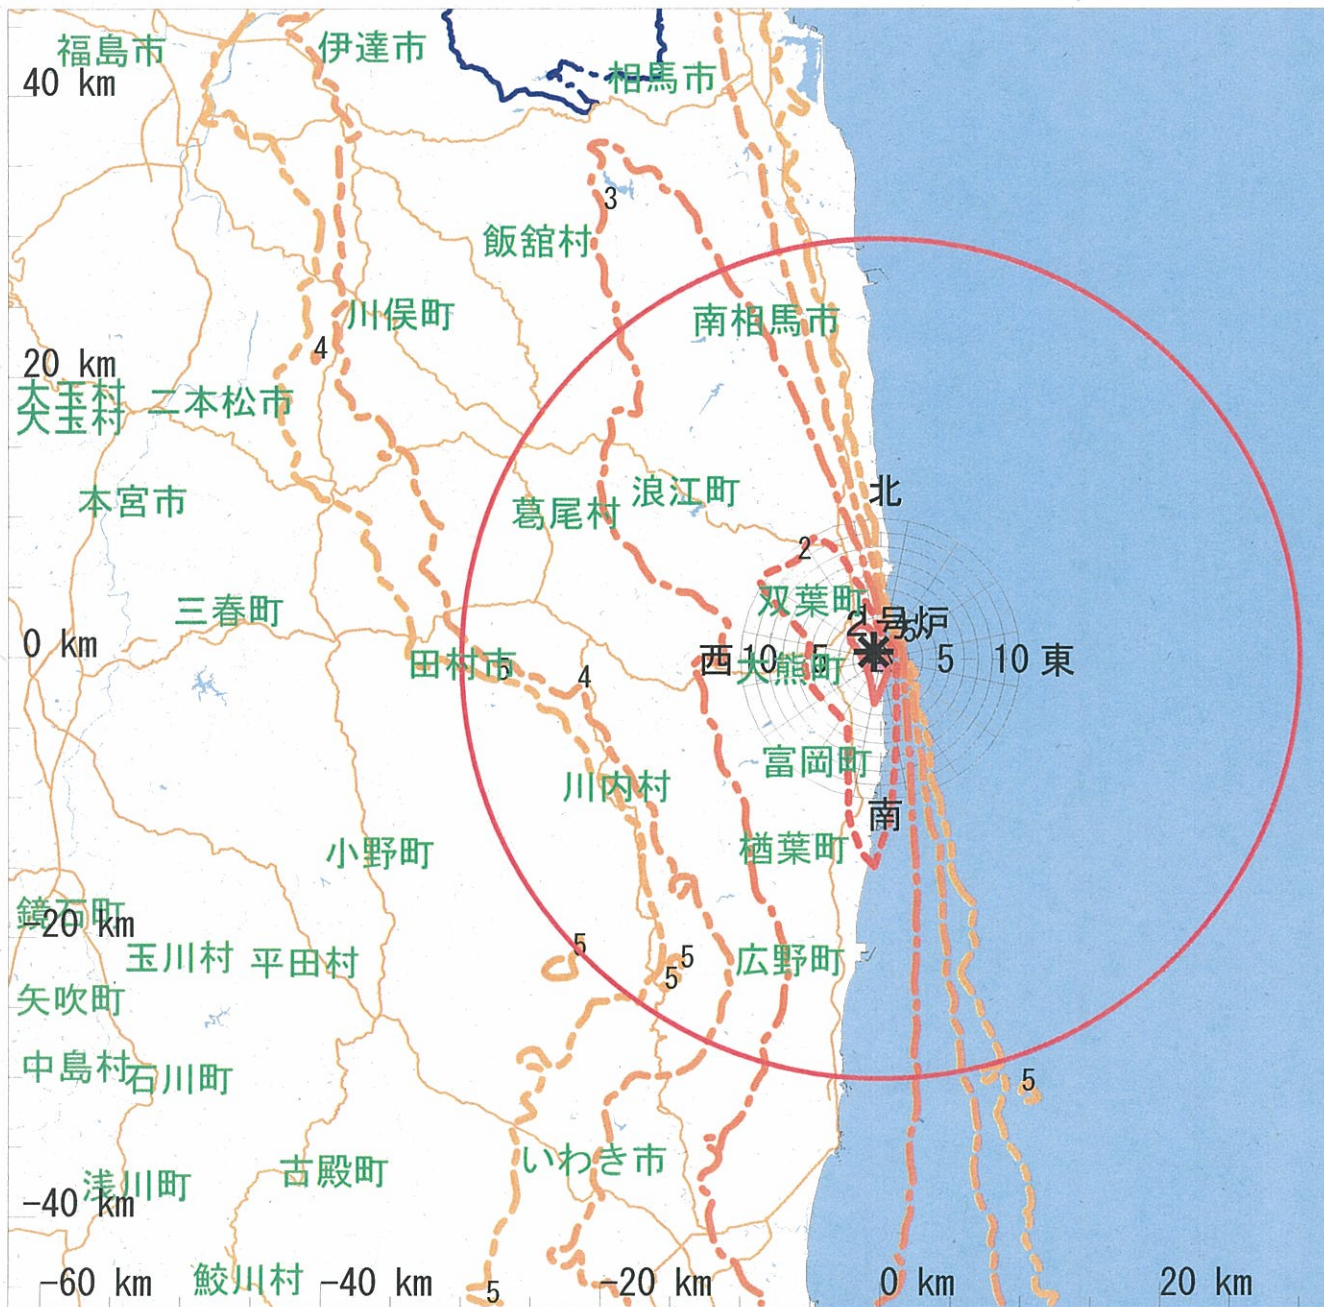 福島市
伊達市
相馬市
40 km
3
飯舘村
川俣町
南相馬市
4
20 km
大玉村
大玉村
二本松市
本宮市
葛尾村
浪江町
北
2
双葉町
三春町
号炉
0 km
田村市
5
4
西
10
5
大熊町
5
10
東
富岡町
川内村
南
小野町
楢葉町
鏡石町
-20 km
玉川村
平田村
5
5
5
広野町
矢吹町
中島村
石川町
5
浅川町
古殿町
いわき市
-40 km
-60 km
鮫川村
-40 km
5
-20 km
0 km
20 km